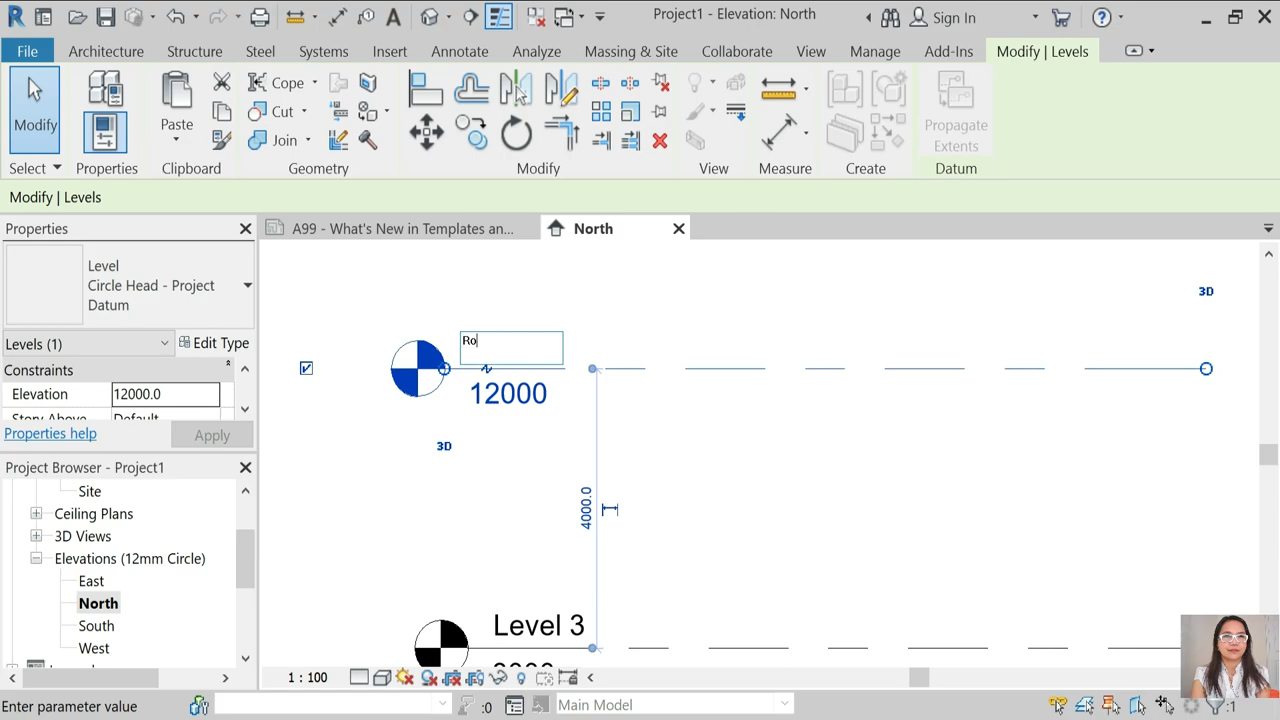 Project1 - Elevation: North
Sign In
File Architecture Structure Steel Systems Insert Annotate Analyze Massing & Site Collaborate View Manage Add-Ins Modify | Levels
Modify
Paste
Cope
Cut
Join
Propagate
Extents
Select Properties Clipboard Geometry Modify View Measure Create Datum
Modify | Levels
Properties
A99 - What's New in Templates an...
North
Level
Circle Head - Project
Datum
Levels (1)
Edit Type
Constraints
Elevation 12000.0
Story Above Default
Properties help
Apply
Project Browser - Project1
Site
Ceiling Plans
3D Views
Elevations (12mm Circle)
East
North
South
West
3D
Ro
12000
3D
4000.0
Level 3
1 : 100
Enter parameter value
:0
Main Model
:1